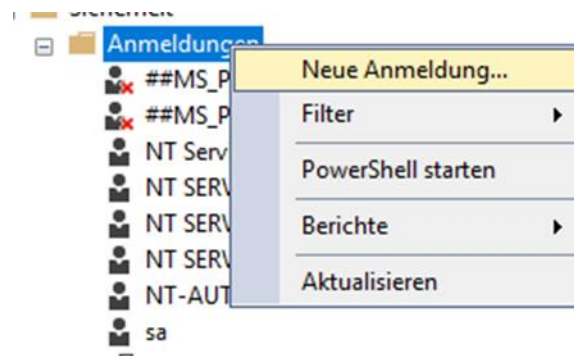 Sicherheit
Anmeldungen
##MS_P
##MS_P
NT Serv
NT SERV
NT SERV
NT SERV
NT-AUT
sa
Neue Anmeldung...
Filter
PowerShell starten
Berichte
Aktualisieren